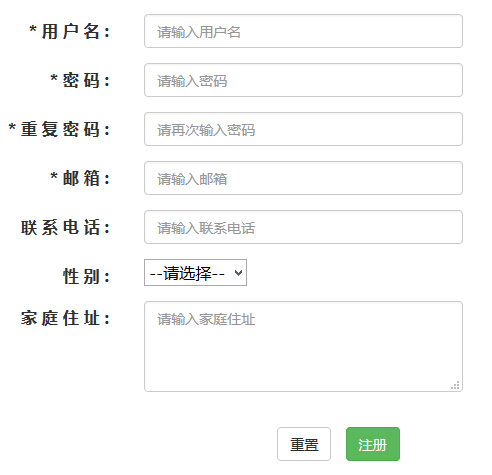 *用户名： 请输入用户名
*密码： 请输入密码
*重复密码： 请再次输入密码
*邮箱： 请输入邮箱
联系电话： 请输入联系电话
性别： --请选择--
家庭住址： 请输入家庭住址
重置 注册